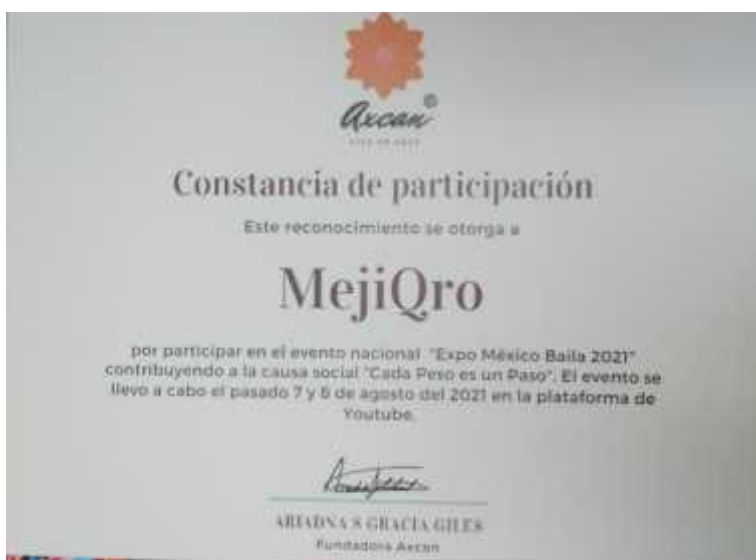 Axcan©
Constancia de participación
Este reconocimiento se otorga a
MejiQro
por participar en el evento nacional "Expo México Baila 2021"
contribuyendo a la causa social "Cada Peso es un Paso". El evento se
llevo a cabo el pasado 7 y 8 de agosto del 2021 en la plataforma de
Youtube.
ARIADNA S GRACIA GILES
Fundadora Axcan